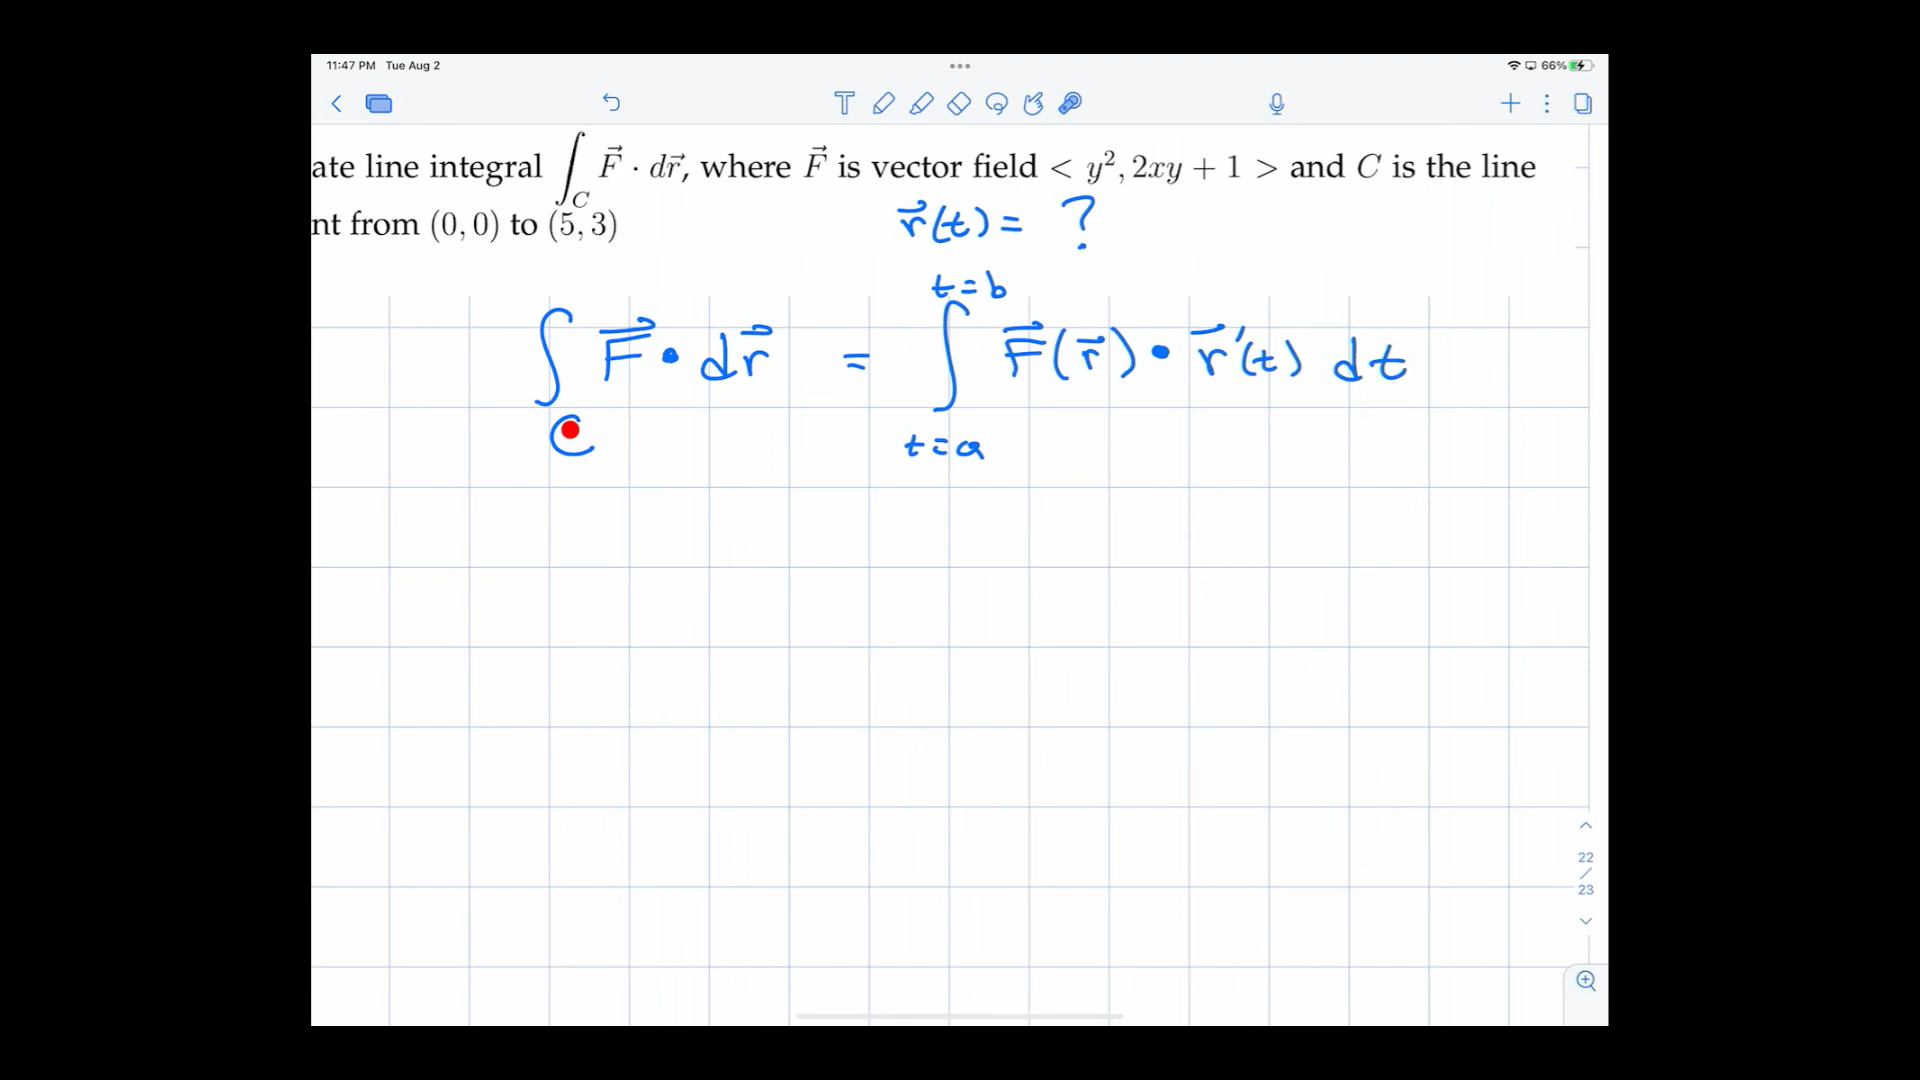 11:47 PM Tue Aug 2
66%
ate line integral ∫_C F⃗ · dr⃗, where F⃗ is vector field < y², 2xy + 1 > and C is the line
nt from (0, 0) to (5, 3)
r⃗(t) = ?
∫_C F⃗ • dr⃗ = ∫_{t=a}^{t=b} F⃗(r⃗) • r⃗′(t) dt
22
/
23